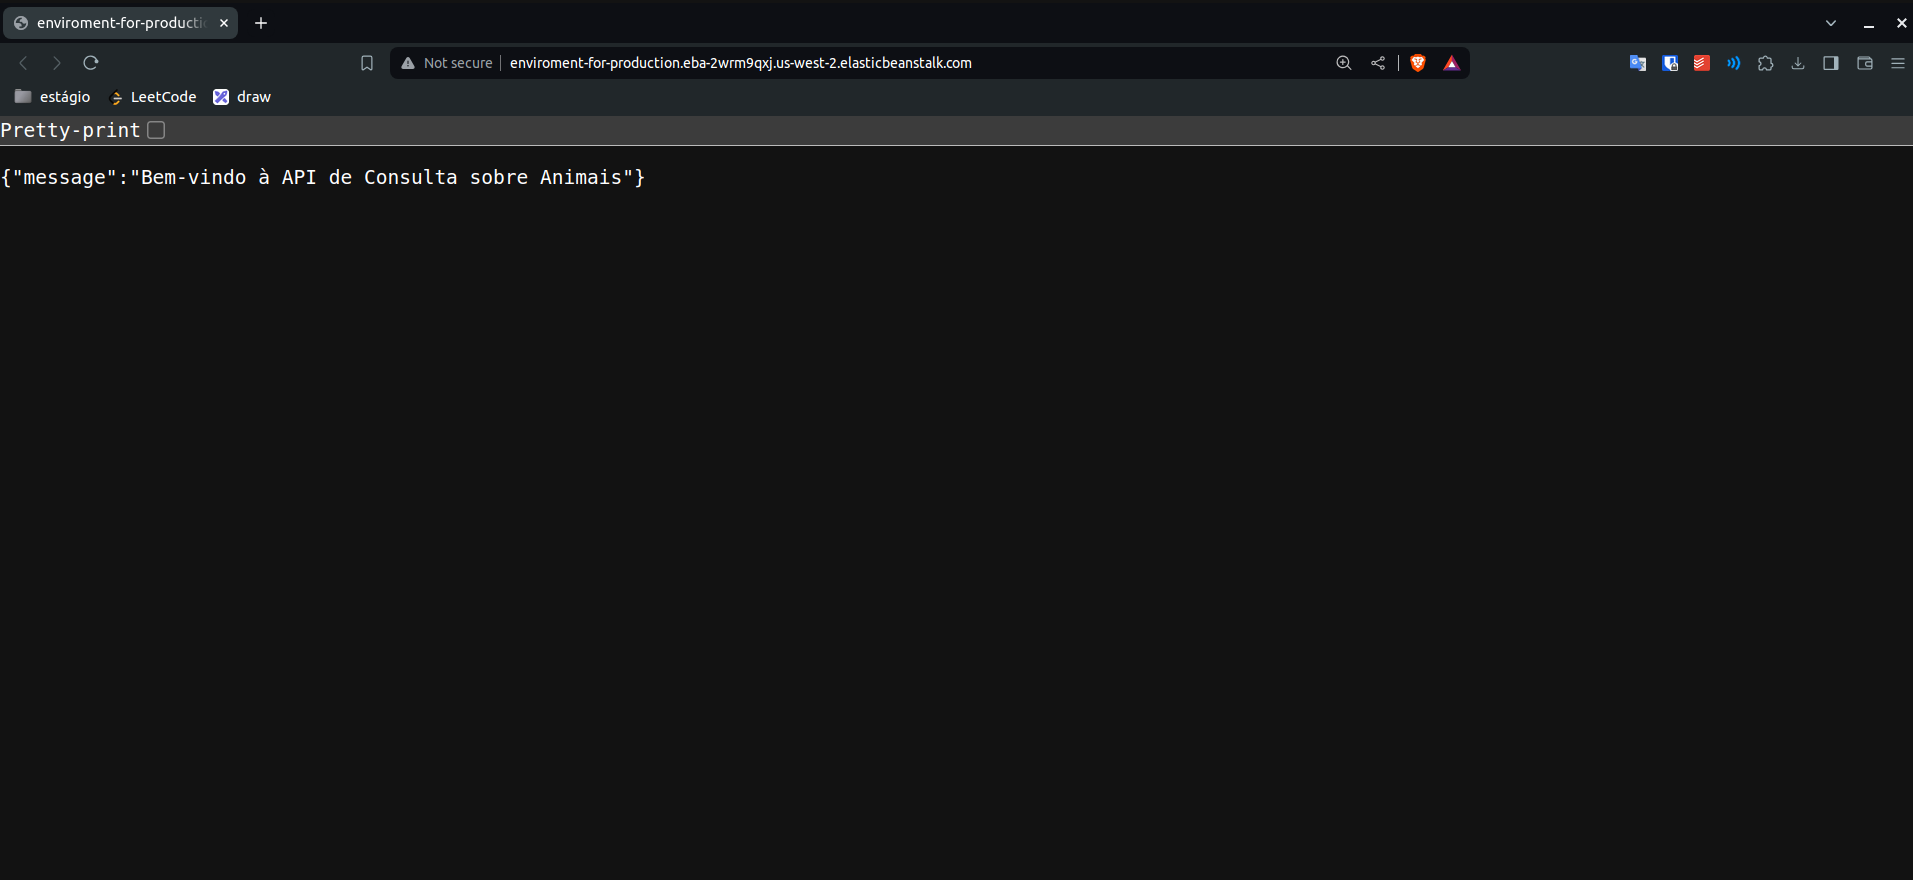 enviroment-for-producti
Not secure enviroment-for-production.eba-2wrm9qxj.us-west-2.elasticbeanstalk.com
estágio LeetCode draw
Pretty-print
{"message":"Bem-vindo à API de Consulta sobre Animais"}